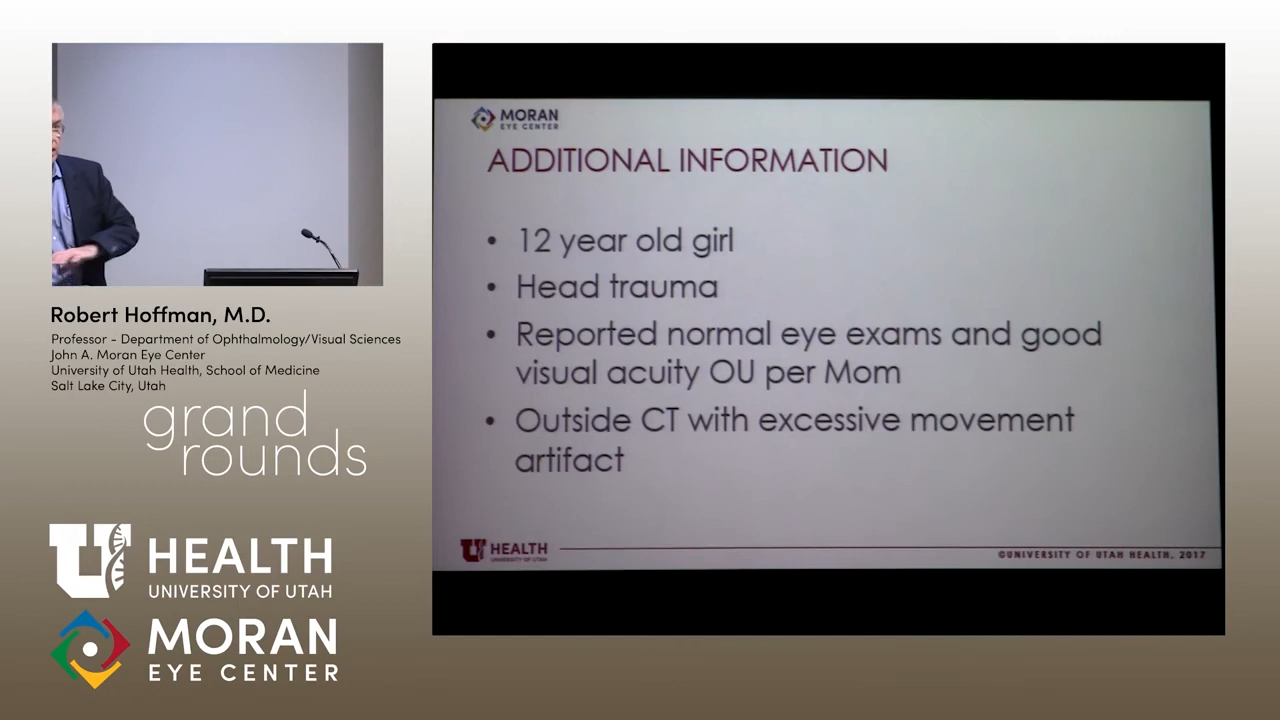 MORAN
EYE CENTER
ADDITIONAL INFORMATION
• 12 year old girl
• Head trauma
• Reported normal eye exams and good
visual acuity OU per Mom
• Outside CT with excessive movement
artifact
U HEALTH
UNIVERSITY OF UTAH
©UNIVERSITY OF UTAH HEALTH, 2017
Robert Hoffman, M.D.
Professor - Department of Ophthalmology/Visual Sciences
John A. Moran Eye Center
University of Utah Health, School of Medicine
Salt Lake City, Utah
grand
rounds
U HEALTH
UNIVERSITY OF UTAH
MORAN
EYE CENTER